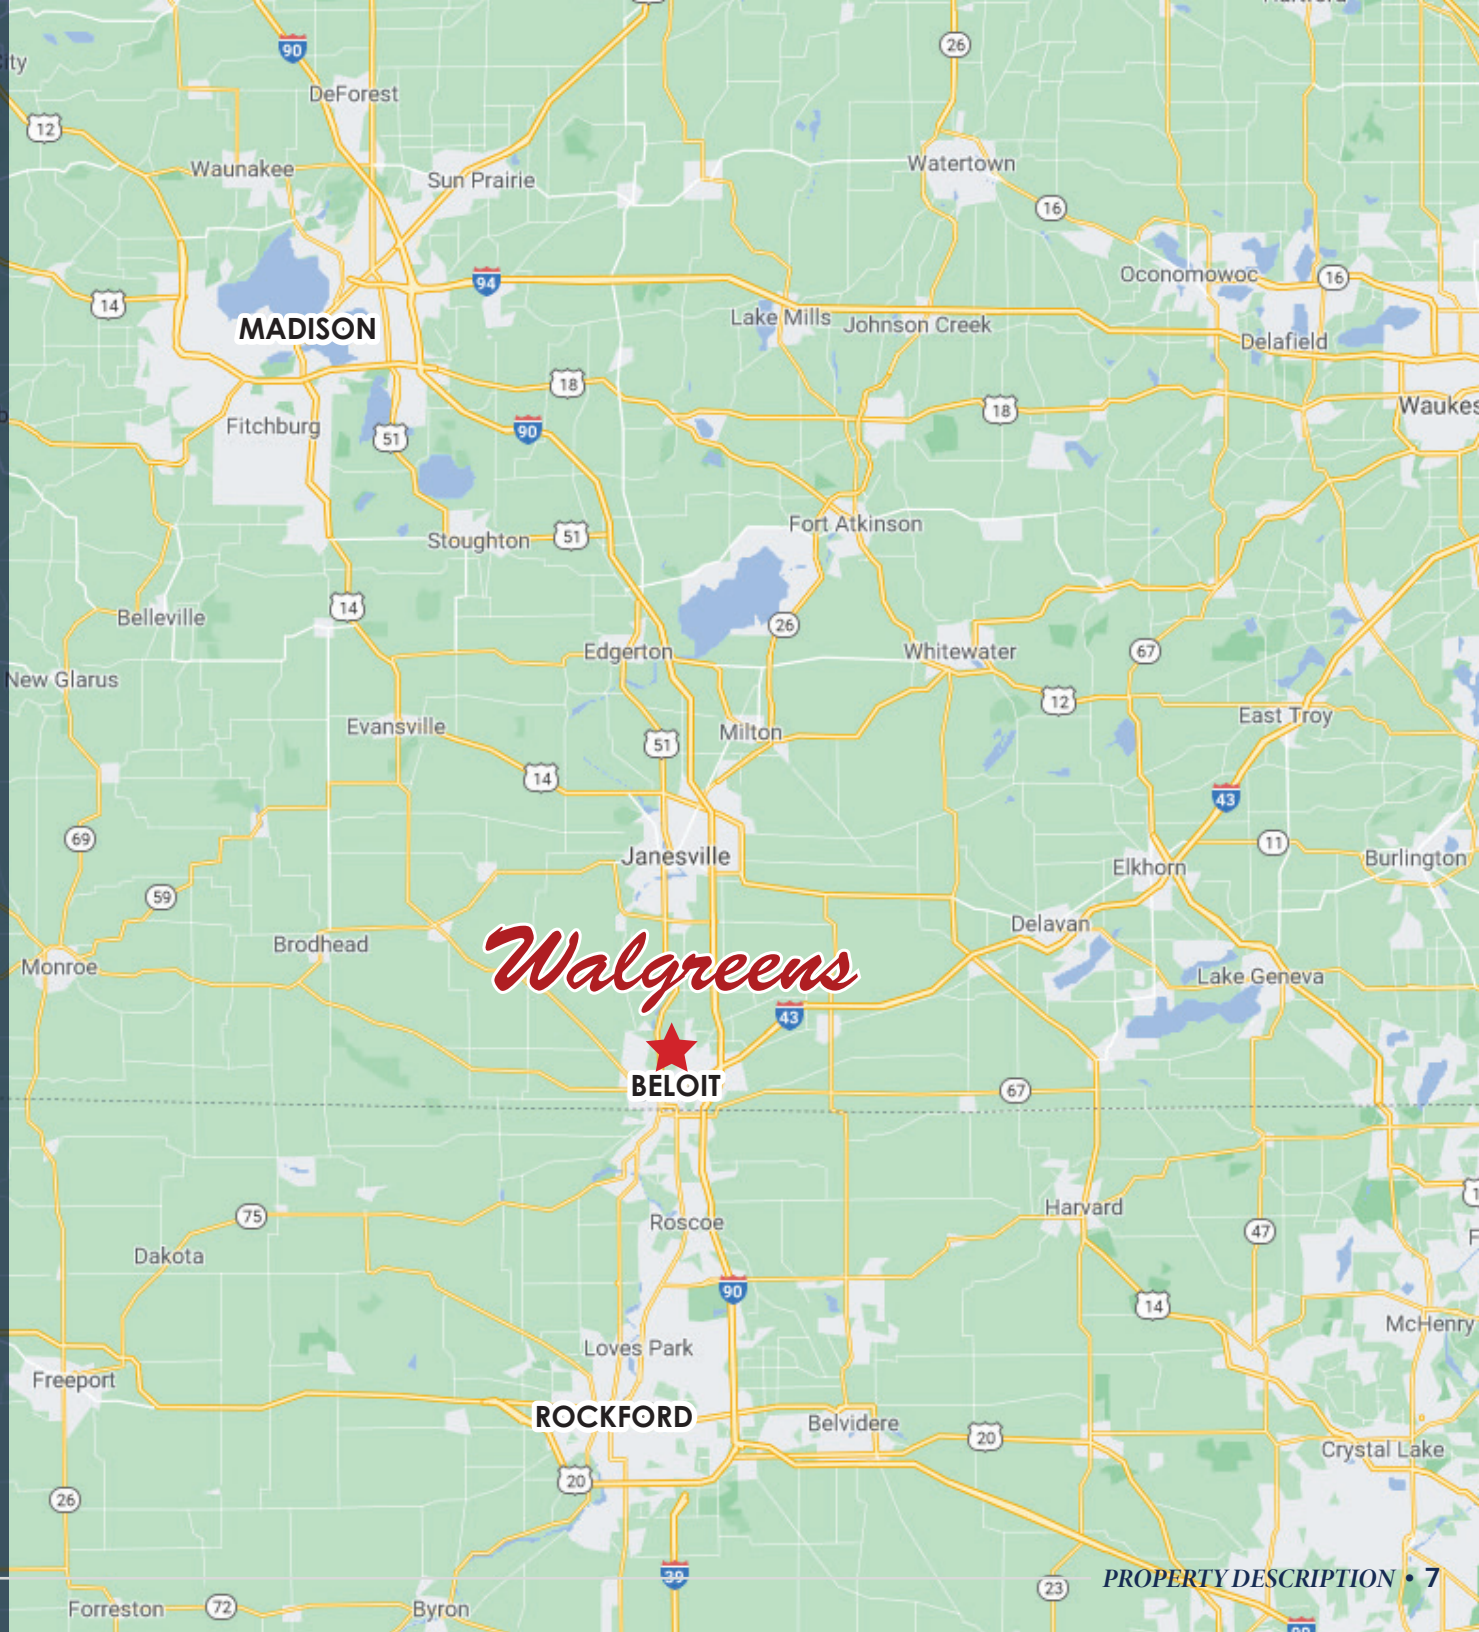 90
26
ity
DeForest
12
Waunakee
Sun Prairie
Watertown
16
Oconomowoc
16
94
14
MADISON
Lake Mills
Johnson Creek
Delafield
18
18
Waukes
Fitchburg
51
90
Fort Atkinson
Stoughton
51
14
Belleville
26
Edgerton
Whitewater
67
New Glarus
12
East Troy
Evansville
51
Milton
14
43
69
11
Janesville
Elkhorn
Burlington
59
Delavan
Brodhead
Monroe
Walgreens
Lake Geneva
43
BELOIT
67
Harvard
75
Roscoe
47
Dakota
90
14
McHenry
Loves Park
Freeport
ROCKFORD
Belvidere
20
Crystal Lake
20
26
39
23
PROPERTY DESCRIPTION • 7
Forreston
72
Byron